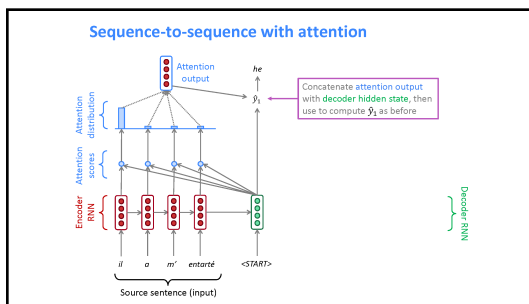 Sequence-to-sequence with attention
Attention
output
he
ŷ₁
Concatenate attention output
with decoder hidden state, then
use to compute ŷ₁ as before
Attention
distribution
Attention
scores
Encoder
RNN
Decoder RNN
il a m’ entarté <START>
Source sentence (input)